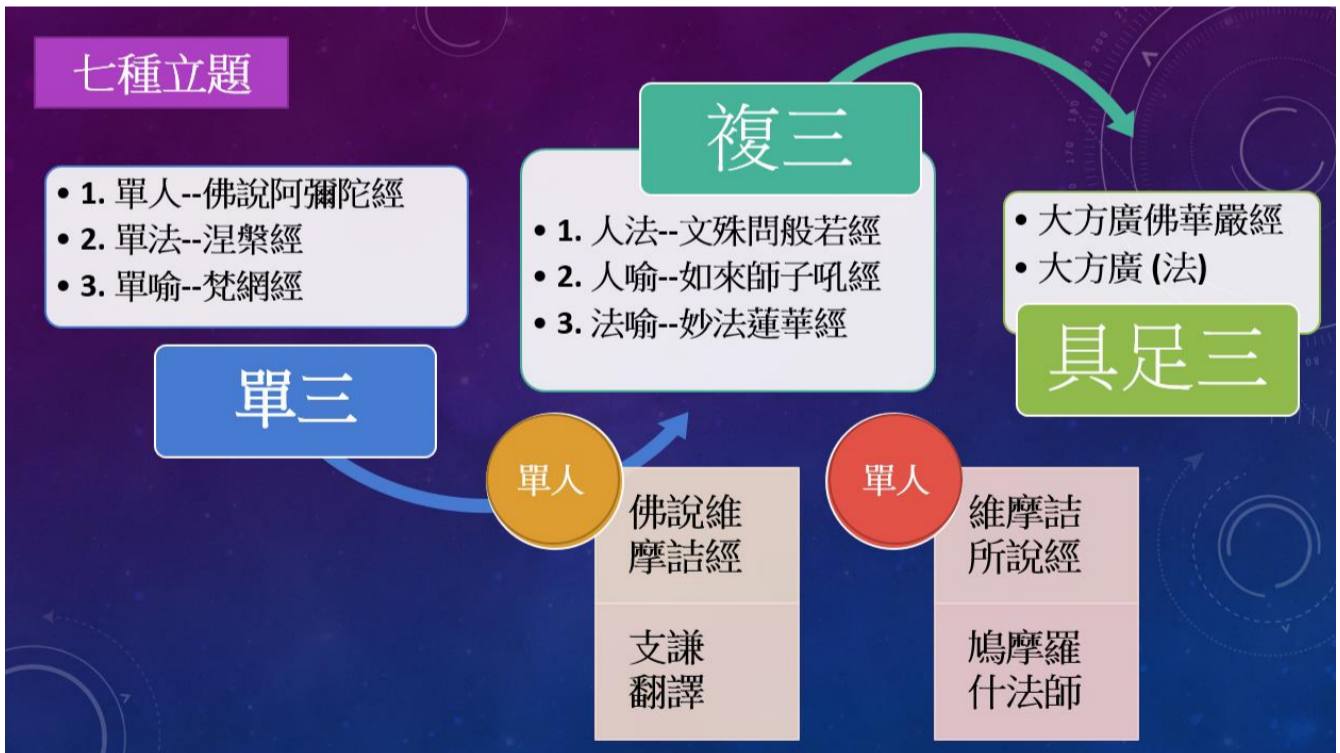 七種立題
• 1. 單人--佛說阿彌陀經
• 2. 單法--涅槃經
• 3. 單喻--梵網經
單三
複三
• 1. 人法--文殊問般若經
• 2. 人喻--如來師子吼經
• 3. 法喻--妙法蓮華經
• 大方廣佛華嚴經
• 大方廣 (法)
具足三
單人
佛說維
摩詰經
支謙
翻譯
單人
維摩詰
所說經
鳩摩羅
什法師